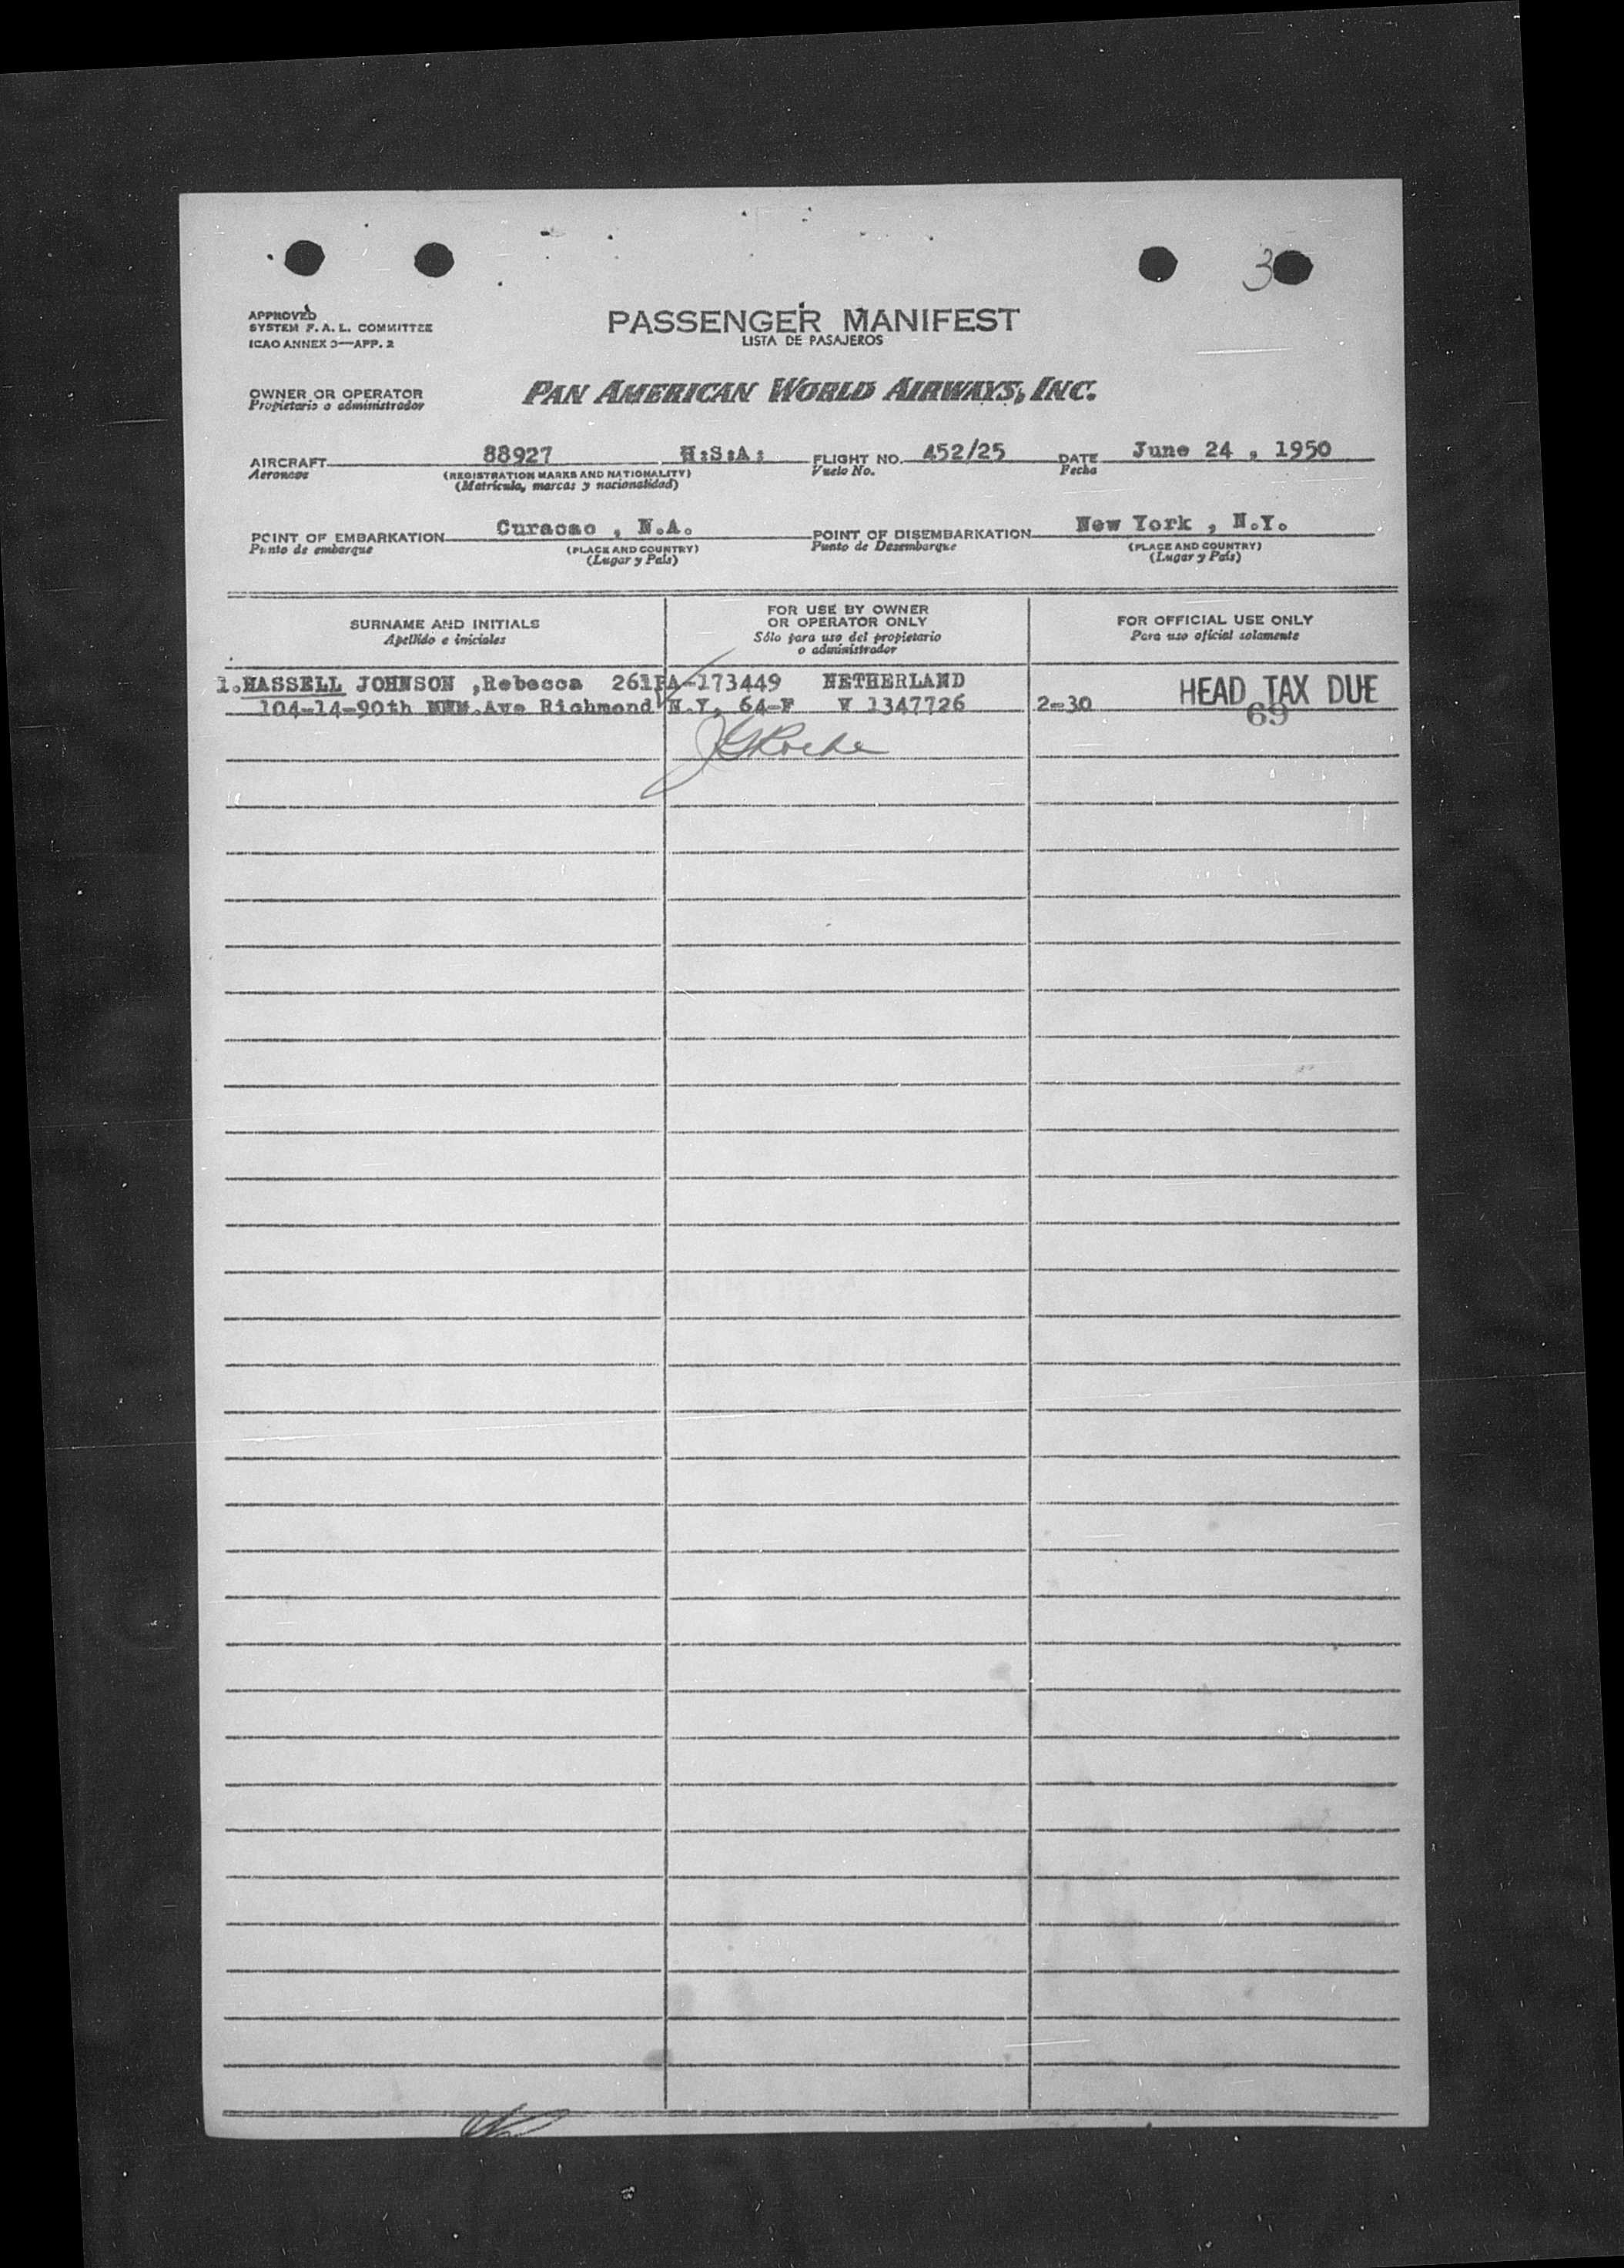 3
APPROVED
SYSTEM F. A. L. COMMITTEE
ICAO ANNEX 9—APP. 2
PASSENGER MANIFEST
LISTA DE PASAJEROS
OWNER OR OPERATOR
Propietario o administrador
PAN AMERICAN WORLD AIRWAYS, INC.
AIRCRAFT 88927 FLIGHT NO. 452/25 DATE June 24 , 1950
Aeronave (REGISTRATION MARKS AND NATIONALITY) Vuelo No. Fecha
(Matrícula, marcas y nacionalidad)
POINT OF EMBARKATION Curacao , N.A. POINT OF DISEMBARKATION New York , N.Y.
Punto de embarque (PLACE AND COUNTRY) Punto de Desembarque (PLACE AND COUNTRY)
(Lugar y País) (Lugar y País)
SURNAME AND INITIALS
Apellido e iniciales
FOR USE BY OWNER
OR OPERATOR ONLY
Sólo para uso del propietario
o administrador
FOR OFFICIAL USE ONLY
Para uso oficial solamente
1.HASSELL JOHNSON ,Rebecca 261PA-173449 NETHERLAND HEAD TAX DUE
104-14-90th Ave Richmond N.Y. 64-F V 1347726 2-30 69